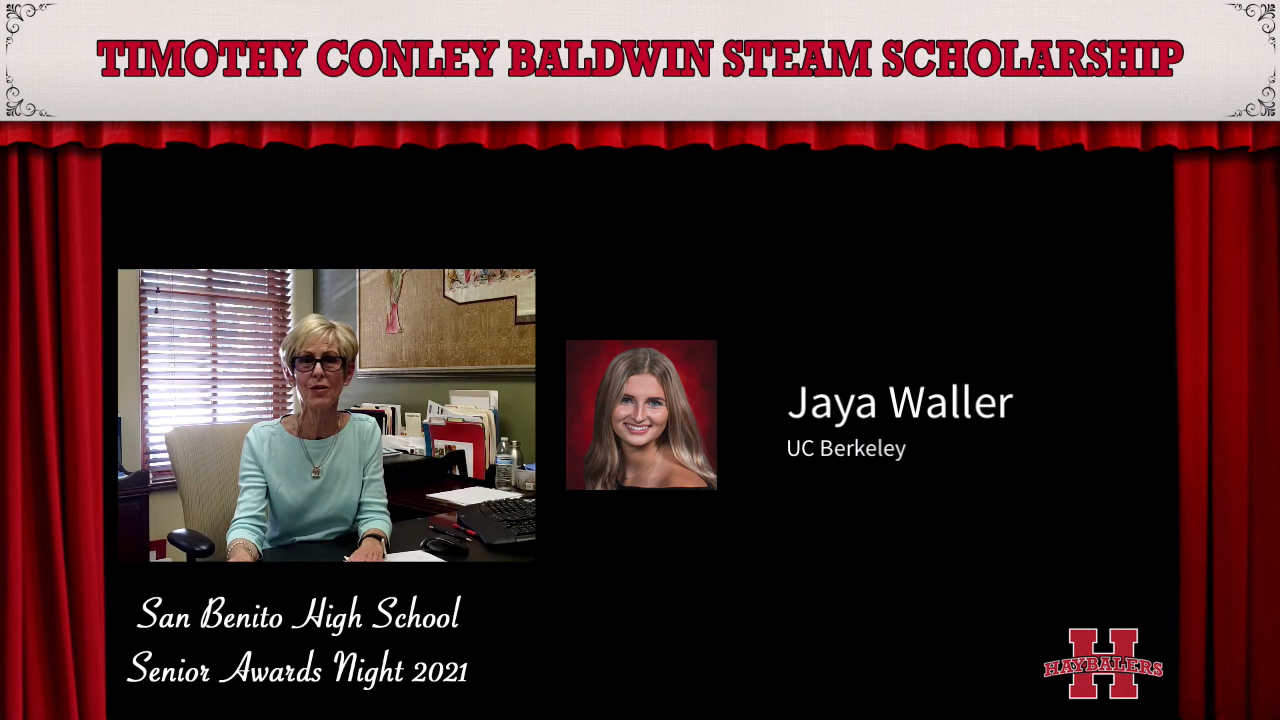 TIMOTHY CONLEY BALDWIN STEAM SCHOLARSHIP
Jaya Waller
UC Berkeley
San Benito High School
Senior Awards Night 2021
H
HAYBALERS